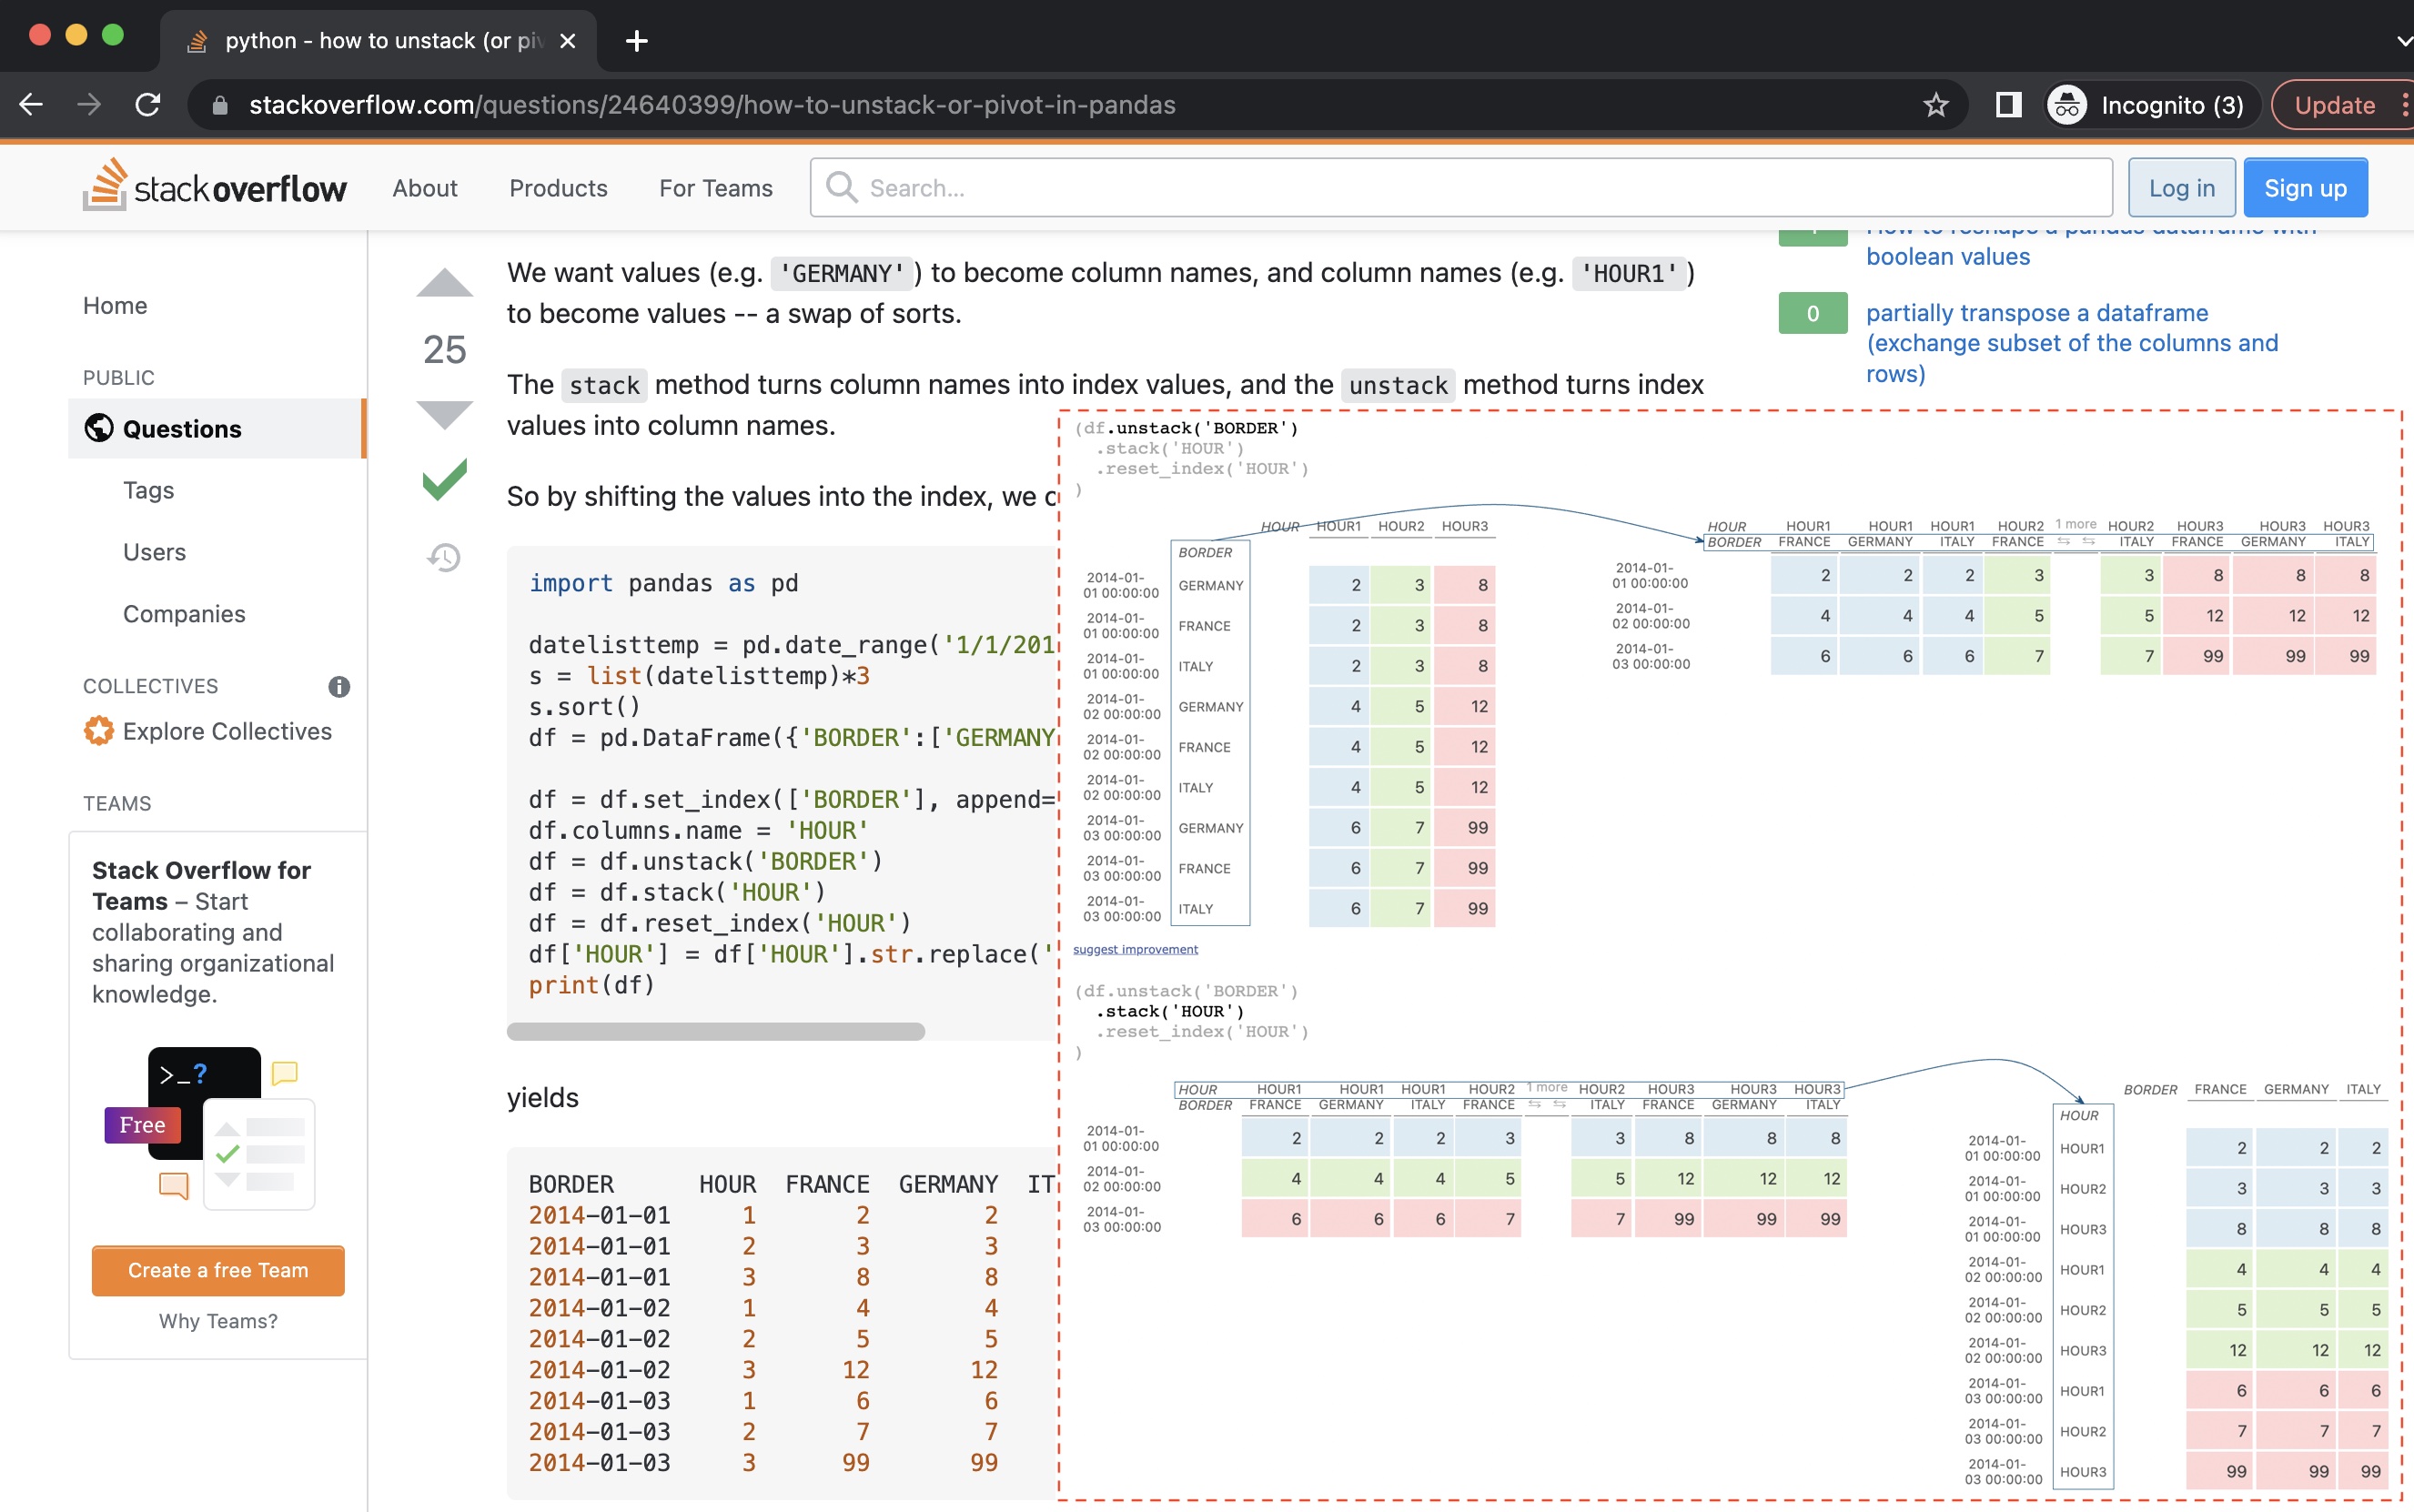 python - how to unstack (or piv
stackoverflow.com/questions/24640399/how-to-unstack-or-pivot-in-pandas
Incognito (3)
Update
stackoverflow
About
Products
For Teams
Search...
Log in
Sign up
Home
PUBLIC
Questions
Tags
Users
Companies
COLLECTIVES
Explore Collectives
TEAMS
Stack Overflow for
Teams – Start
collaborating and
sharing organizational
knowledge.
>_?
Free
Create a free Team
Why Teams?
25
We want values (e.g. 'GERMANY') to become column names, and column names (e.g. 'HOUR1')
to become values -- a swap of sorts.
The stack method turns column names into index values, and the unstack method turns index
values into column names.
So by shifting the values into the index, we c
import pandas as pd
datelisttemp = pd.date_range('1/1/201
s = list(datelisttemp)*3
s.sort()
df = pd.DataFrame({'BORDER':['GERMANY
df = df.set_index(['BORDER'], append=
df.columns.name = 'HOUR'
df = df.unstack('BORDER')
df = df.stack('HOUR')
df = df.reset_index('HOUR')
df['HOUR'] = df['HOUR'].str.replace('
print(df)
yields
BORDER HOUR FRANCE GERMANY IT
2014-01-01 1 2 2
2014-01-01 2 3 3
2014-01-01 3 8 8
2014-01-02 1 4 4
2014-01-02 2 5 5
2014-01-02 3 12 12
2014-01-03 1 6 6
2014-01-03 2 7 7
2014-01-03 3 99 99
How to reshape a pandas dataframe with
boolean values
0
partially transpose a dataframe
(exchange subset of the columns and
rows)
(df.unstack('BORDER')
.stack('HOUR')
.reset_index('HOUR')
)
HOUR HOUR1 HOUR2 HOUR3
BORDER
2014-01-
01 00:00:00 GERMANY 2 3 8
2014-01-
01 00:00:00 FRANCE 2 3 8
2014-01-
01 00:00:00 ITALY 2 3 8
2014-01-
02 00:00:00 GERMANY 4 5 12
2014-01-
02 00:00:00 FRANCE 4 5 12
2014-01-
02 00:00:00 ITALY 4 5 12
2014-01-
03 00:00:00 GERMANY 6 7 99
2014-01-
03 00:00:00 FRANCE 6 7 99
2014-01-
03 00:00:00 ITALY 6 7 99
HOUR HOUR1 HOUR1 HOUR1 HOUR2 1 more HOUR2 HOUR3 HOUR3 HOUR3
BORDER FRANCE GERMANY ITALY FRANCE ⇆ ⇆ ITALY FRANCE GERMANY ITALY
2014-01-
01 00:00:00 2 2 2 3 3 8 8 8
2014-01-
02 00:00:00 4 4 4 5 5 12 12 12
2014-01-
03 00:00:00 6 6 6 7 7 99 99 99
suggest improvement
(df.unstack('BORDER')
.stack('HOUR')
.reset_index('HOUR')
)
HOUR HOUR1 HOUR1 HOUR1 HOUR2 1 more HOUR2 HOUR3 HOUR3 HOUR3
BORDER FRANCE GERMANY ITALY FRANCE ⇆ ⇆ ITALY FRANCE GERMANY ITALY
2014-01-
01 00:00:00 2 2 2 3 3 8 8 8
2014-01-
02 00:00:00 4 4 4 5 5 12 12 12
2014-01-
03 00:00:00 6 6 6 7 7 99 99 99
BORDER FRANCE GERMANY ITALY
HOUR
2014-01-
01 00:00:00 HOUR1 2 2 2
2014-01-
01 00:00:00 HOUR2 3 3 3
2014-01-
01 00:00:00 HOUR3 8 8 8
2014-01-
02 00:00:00 HOUR1 4 4 4
2014-01-
02 00:00:00 HOUR2 5 5 5
2014-01-
02 00:00:00 HOUR3 12 12 12
2014-01-
03 00:00:00 HOUR1 6 6 6
2014-01-
03 00:00:00 HOUR2 7 7 7
2014-01-
03 00:00:00 HOUR3 99 99 99